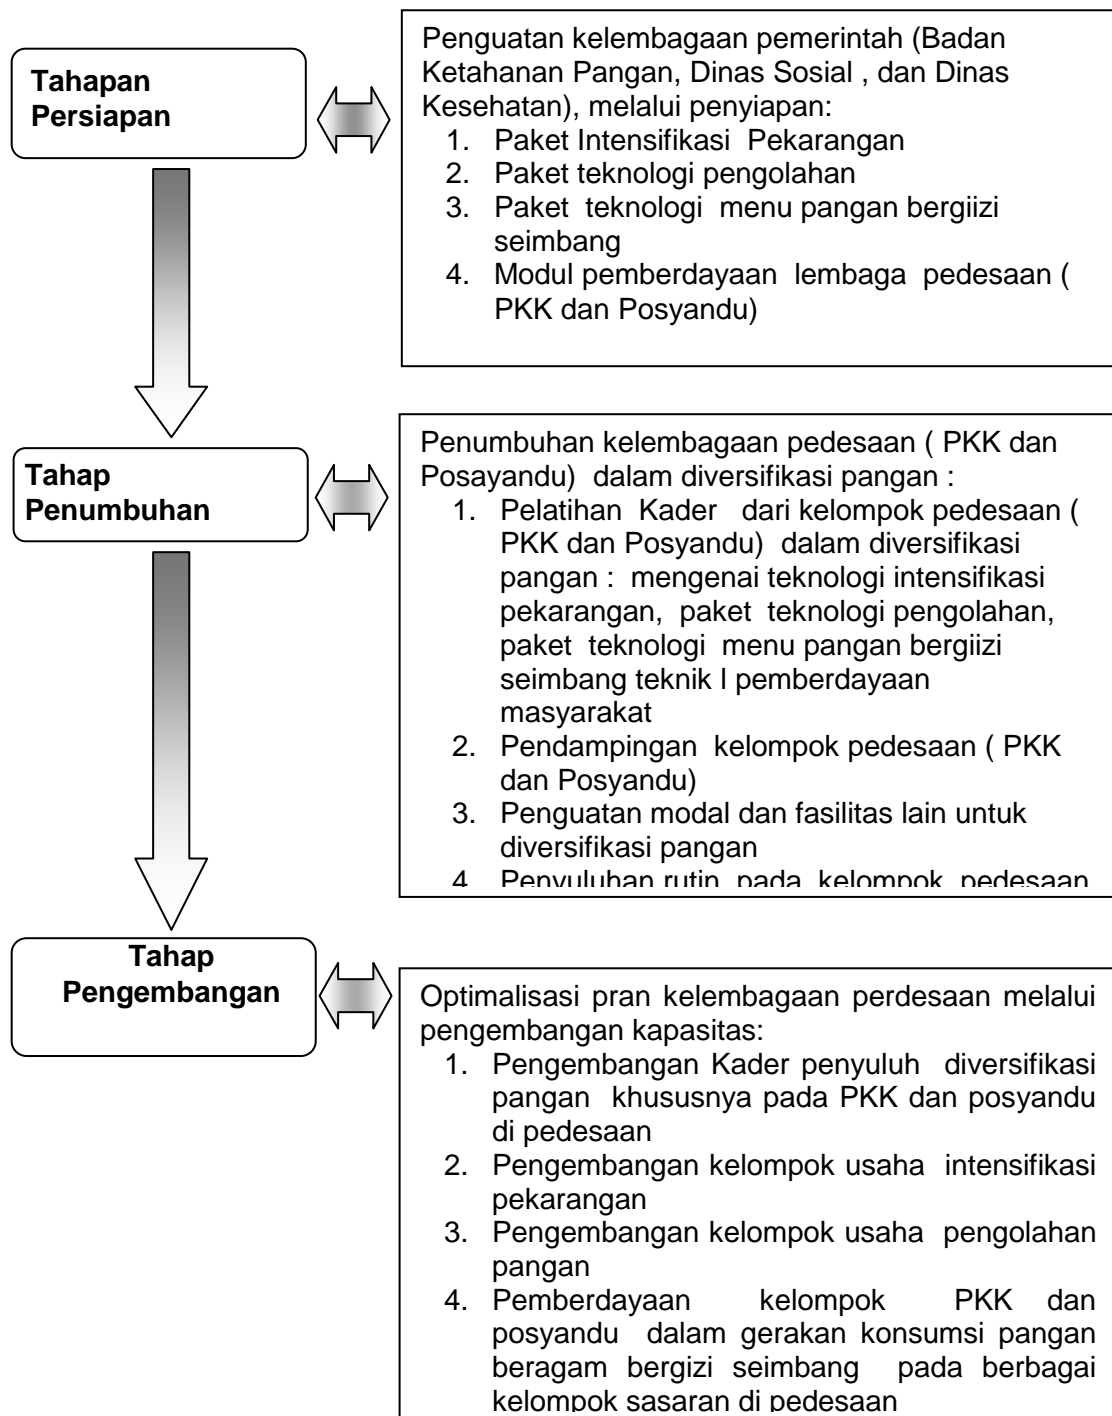 Tahapan
Persiapan
Penguatan kelembagaan pemerintah (Badan
Ketahanan Pangan, Dinas Sosial , dan Dinas
Kesehatan), melalui penyiapan:
1. Paket Intensifikasi Pekarangan
2. Paket teknologi pengolahan
3. Paket teknologi menu pangan bergiizi
seimbang
4. Modul pemberdayaan lembaga pedesaan (
PKK dan Posyandu)
Tahap
Penumbuhan
Penumbuhan kelembagaan pedesaan ( PKK dan
Posayandu) dalam diversifikasi pangan :
1. Pelatihan Kader dari kelompok pedesaan (
PKK dan Posyandu) dalam diversifikasi
pangan : mengenai teknologi intensifikasi
pekarangan, paket teknologi pengolahan,
paket teknologi menu pangan bergiizi
seimbang teknik l pemberdayaan
masyarakat
2. Pendampingan kelompok pedesaan ( PKK
dan Posyandu)
3. Penguatan modal dan fasilitas lain untuk
diversifikasi pangan
4. Penyuluhan rutin pada kelompok pedesaan
Tahap
Pengembangan
Optimalisasi pran kelembagaan perdesaan melalui
pengembangan kapasitas:
1. Pengembangan Kader penyuluh diversifikasi
pangan khususnya pada PKK dan posyandu
di pedesaan
2. Pengembangan kelompok usaha intensifikasi
pekarangan
3. Pengembangan kelompok usaha pengolahan
pangan
4. Pemberdayaan kelompok PKK dan
posyandu dalam gerakan konsumsi pangan
beragam bergizi seimbang pada berbagai
kelompok sasaran di pedesaan